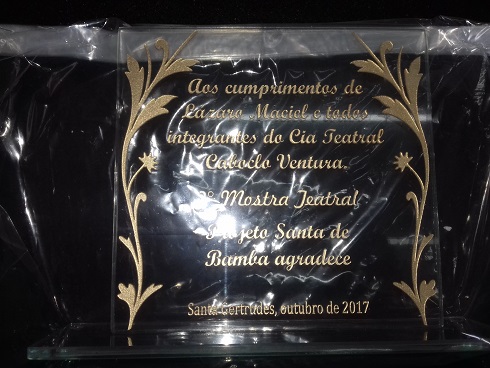 Aos cumprimentos de
Lázaro Maciel e todos
integrantes do Cia Teatral
Caboclo Ventura.
Mostra Teatral
Projeto Santa de
Bamba agradece
Santa Gertrudes, outubro de 2017